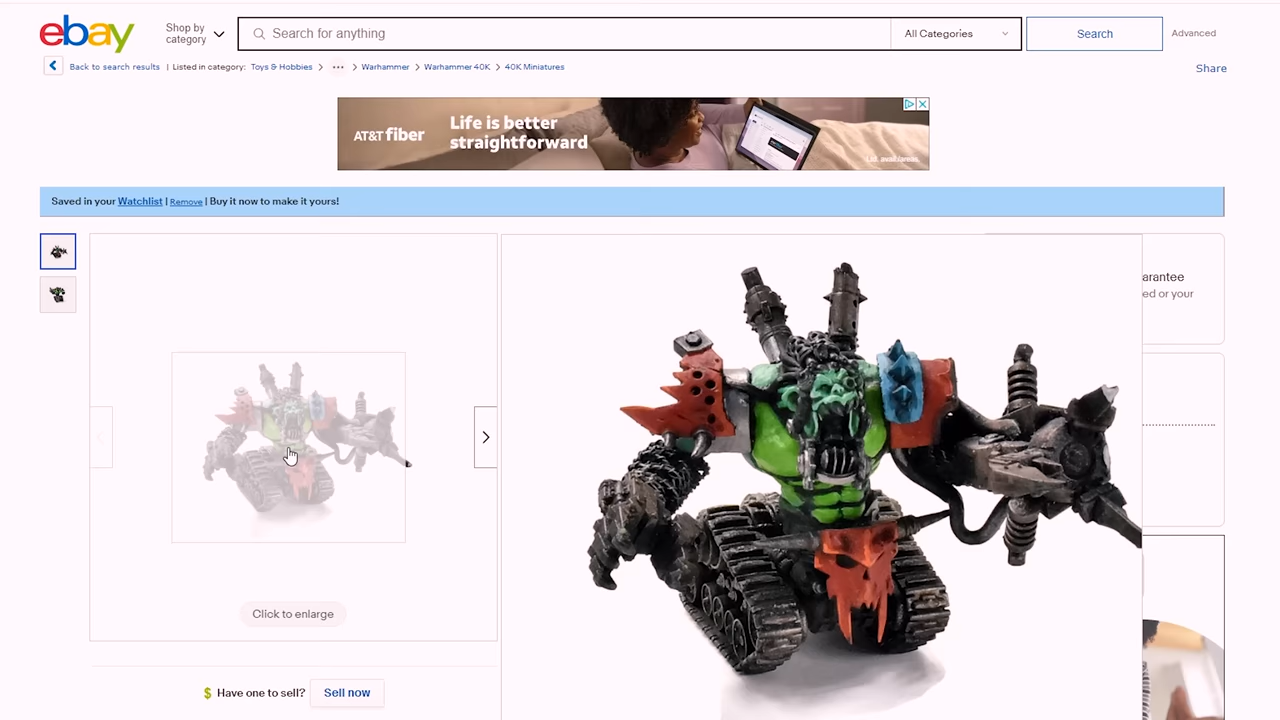 ebay
Shop by
category
Search for anything
All Categories
Search
Advanced
Back to search results | Listed in category: Toys & Hobbies > ••• > Warhammer > Warhammer 40K > 40K Miniatures
Share
AT&T fiber
Life is better
straightforward
Ltd. avail/areas.
Saved in your Watchlist | Remove | Buy it now to make it yours!
arantee
ed or your
Click to enlarge
$ Have one to sell?
Sell now